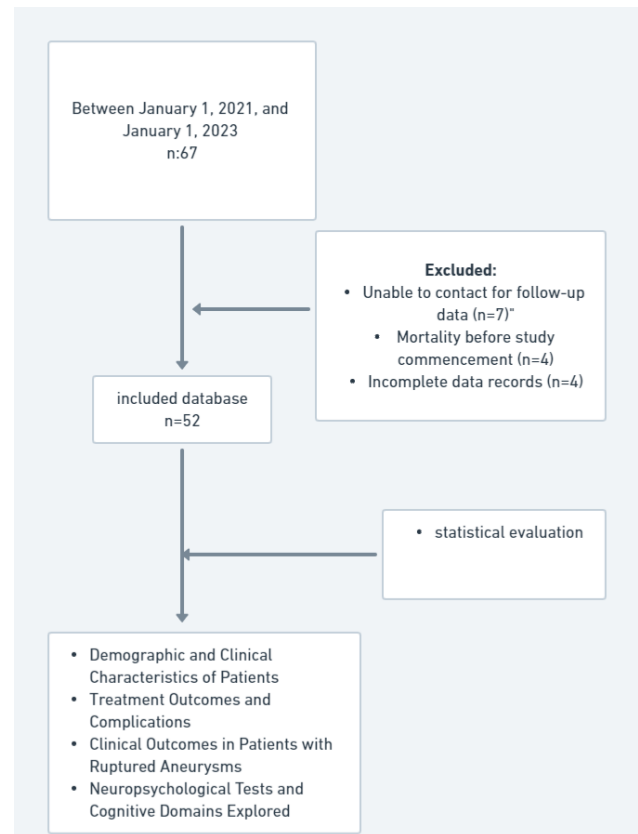 Between January 1, 2021, and
January 1, 2023
n:67
Excluded:
• Unable to contact for follow-up
data (n=7)"
• Mortality before study
commencement (n=4)
• Incomplete data records (n=4)
included database
n=52
• statistical evaluation
• Demographic and Clinical
Characteristics of Patients
• Treatment Outcomes and
Complications
• Clinical Outcomes in Patients with
Ruptured Aneurysms
• Neuropsychological Tests and
Cognitive Domains Explored